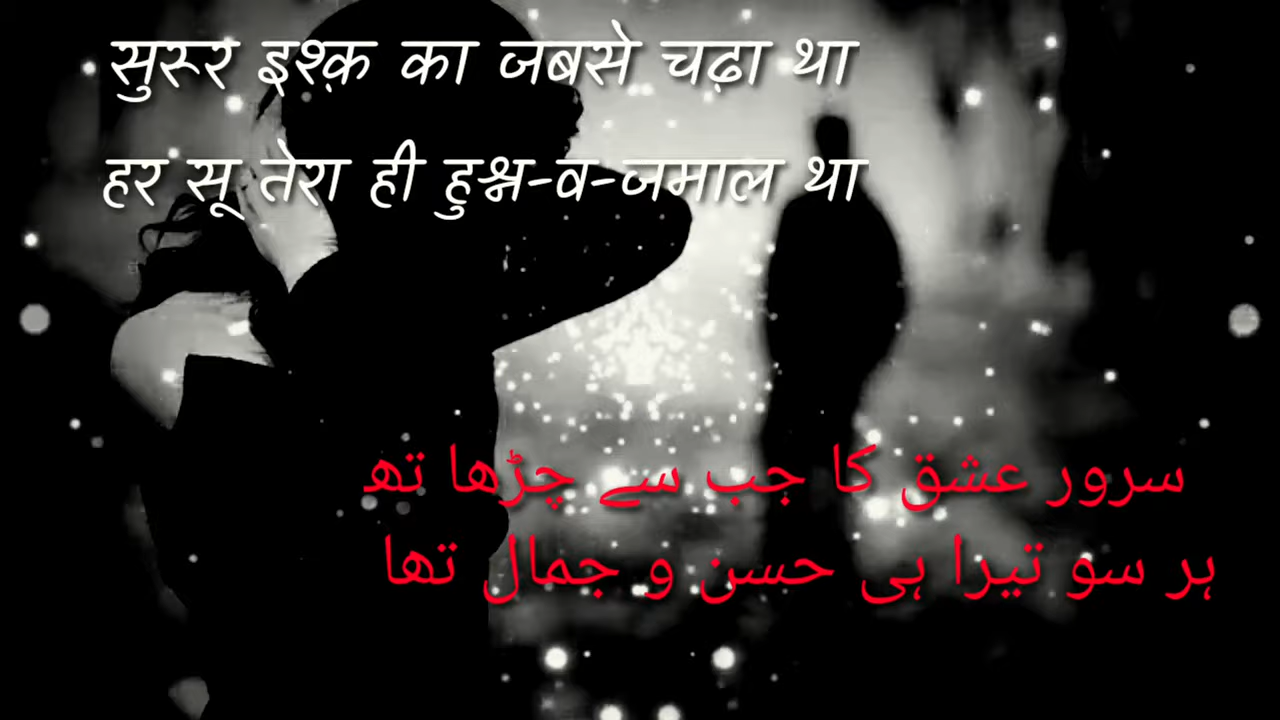 सुरूर इश्क़ का जबसे चढ़ा था
हर सू तेरा ही हुश्न-व-जमाल था
سرور عشق کا جب سے چڑھا تھ
ہر سو تیرا ہی حسن و جمال تھا